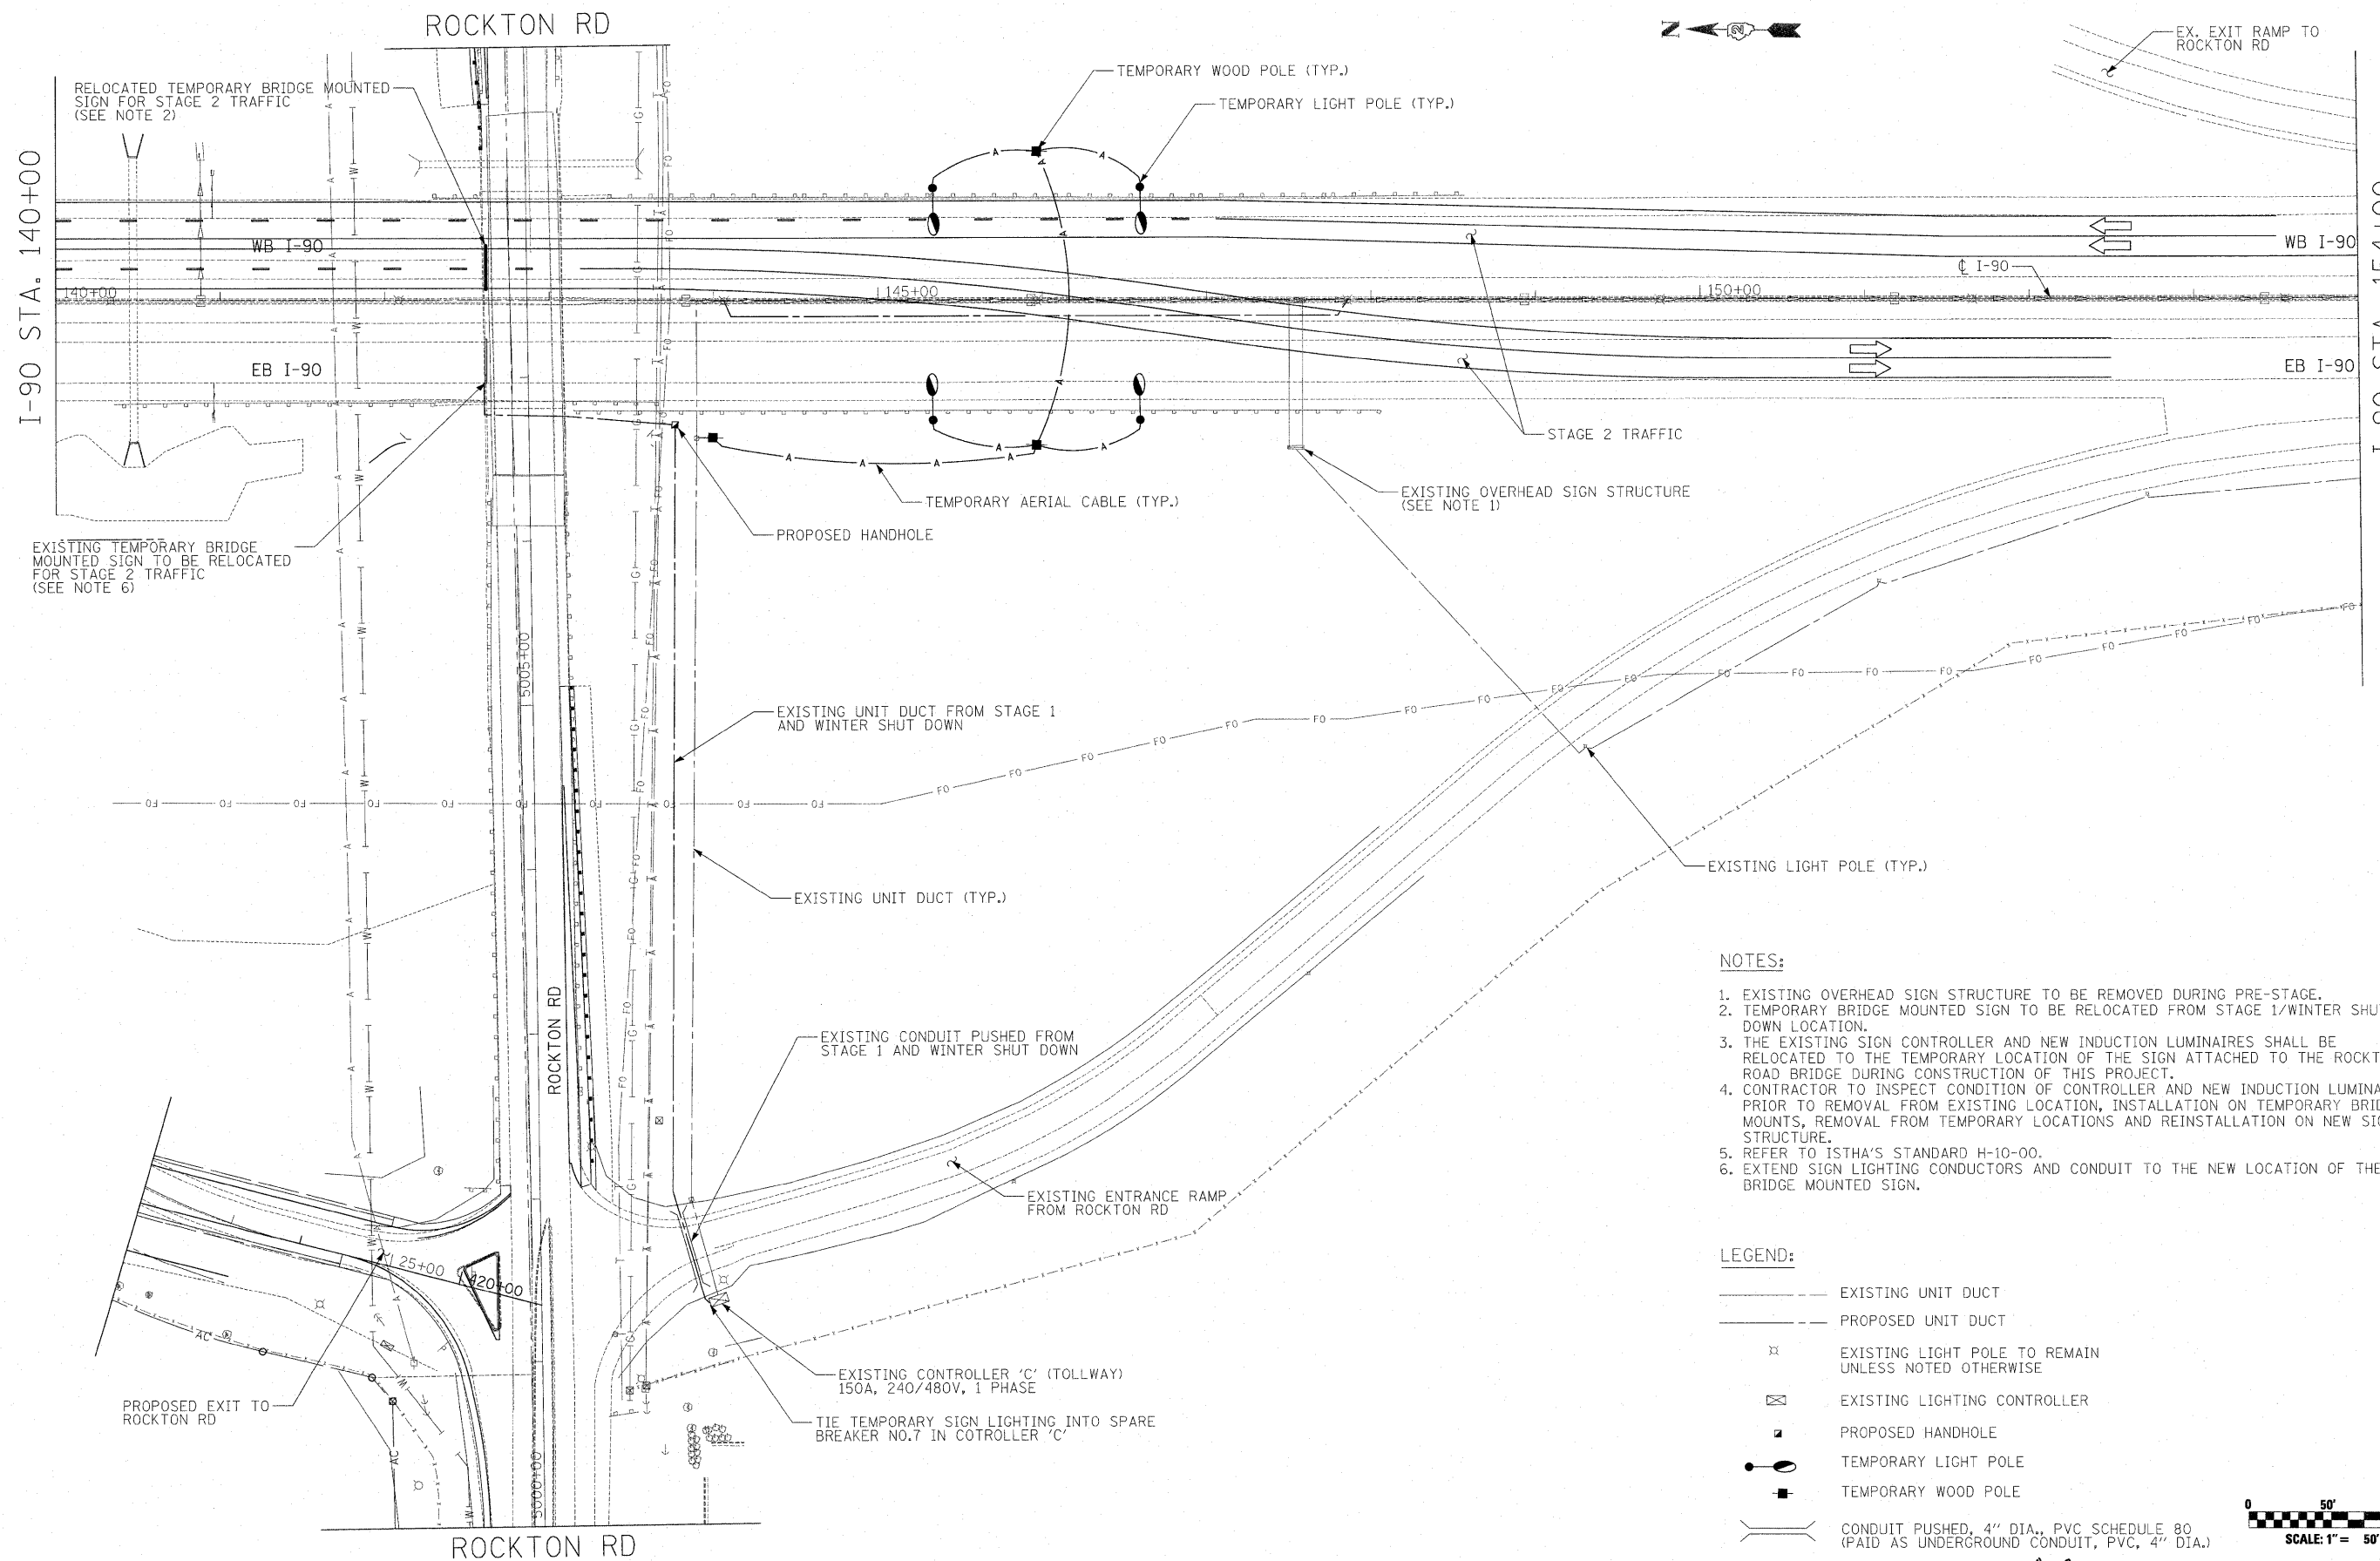 ROCKTON RD
N
2
EX. EXIT RAMP TO
ROCKTON RD
RELOCATED TEMPORARY BRIDGE MOUNTED
SIGN FOR STAGE 2 TRAFFIC
(SEE NOTE 2)
TEMPORARY WOOD POLE (TYP.)
TEMPORARY LIGHT POLE (TYP.)
I-90 STA. 140+00
WB I-90
WB I-90
℄ I-90
140+00
145+00
150+00
EB I-90
EB I-90
STAGE 2 TRAFFIC
EXISTING OVERHEAD SIGN STRUCTURE
(SEE NOTE 1)
TEMPORARY AERIAL CABLE (TYP.)
PROPOSED HANDHOLE
EXISTING TEMPORARY BRIDGE
MOUNTED SIGN TO BE RELOCATED
FOR STAGE 2 TRAFFIC
(SEE NOTE 6)
5005+00
EXISTING UNIT DUCT FROM STAGE 1
AND WINTER SHUT DOWN
EXISTING UNIT DUCT (TYP.)
EXISTING LIGHT POLE (TYP.)
ROCKTON RD
EXISTING CONDUIT PUSHED FROM
STAGE 1 AND WINTER SHUT DOWN
EXISTING ENTRANCE RAMP
FROM ROCKTON RD
25+00
420+00
EXISTING CONTROLLER 'C' (TOLLWAY)
150A, 240/480V, 1 PHASE
TIE TEMPORARY SIGN LIGHTING INTO SPARE
BREAKER NO.7 IN COTROLLER 'C'
PROPOSED EXIT TO
ROCKTON RD
5000+00
ROCKTON RD
NOTES:
1. EXISTING OVERHEAD SIGN STRUCTURE TO BE REMOVED DURING PRE-STAGE.
2. TEMPORARY BRIDGE MOUNTED SIGN TO BE RELOCATED FROM STAGE 1/WINTER SHU
DOWN LOCATION.
3. THE EXISTING SIGN CONTROLLER AND NEW INDUCTION LUMINAIRES SHALL BE
RELOCATED TO THE TEMPORARY LOCATION OF THE SIGN ATTACHED TO THE ROCKT
ROAD BRIDGE DURING CONSTRUCTION OF THIS PROJECT.
4. CONTRACTOR TO INSPECT CONDITION OF CONTROLLER AND NEW INDUCTION LUMINA
PRIOR TO REMOVAL FROM EXISTING LOCATION, INSTALLATION ON TEMPORARY BRI
MOUNTS, REMOVAL FROM TEMPORARY LOCATIONS AND REINSTALLATION ON NEW SI
STRUCTURE.
5. REFER TO ISTHA'S STANDARD H-10-00.
6. EXTEND SIGN LIGHTING CONDUCTORS AND CONDUIT TO THE NEW LOCATION OF THE
BRIDGE MOUNTED SIGN.
LEGEND:
EXISTING UNIT DUCT
PROPOSED UNIT DUCT
EXISTING LIGHT POLE TO REMAIN
UNLESS NOTED OTHERWISE
EXISTING LIGHTING CONTROLLER
PROPOSED HANDHOLE
TEMPORARY LIGHT POLE
TEMPORARY WOOD POLE
CONDUIT PUSHED, 4" DIA., PVC SCHEDULE 80
(PAID AS UNDERGROUND CONDUIT, PVC, 4" DIA.)
0 50'
SCALE: 1" = 50'